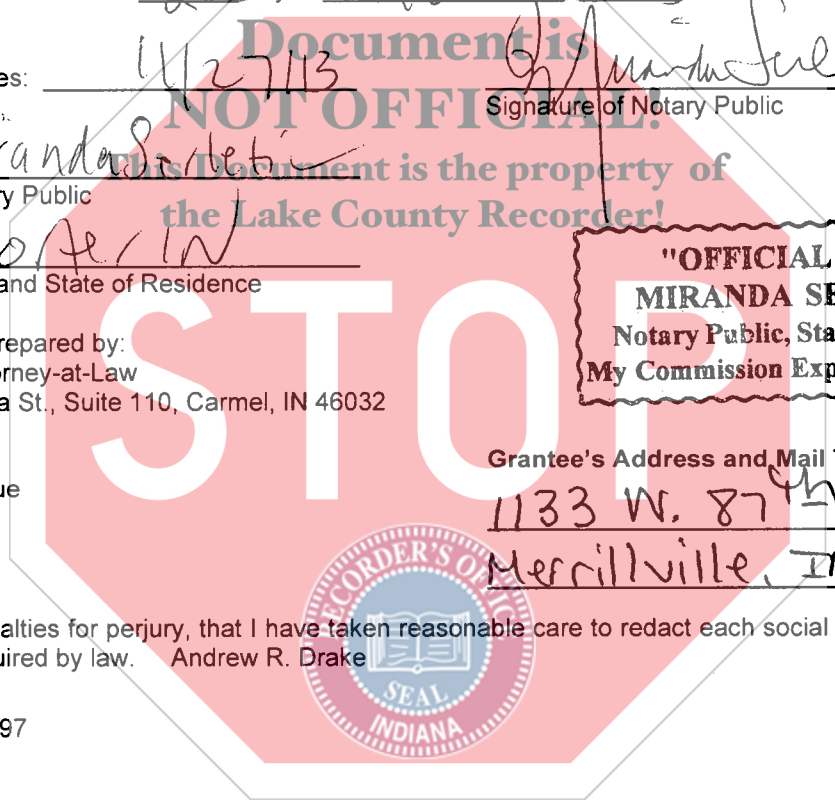 Document is
es: 11/27/13
NOT OFFICIAL!
Signature of Notary Public
This Document is the property of
ry Public
the Lake County Recorder!
and State of Residence
"OFFICIAL
MIRANDA SE
Notary Public, Sta
My Commission Exp
repared by:
rney-at-Law
a St., Suite 110, Carmel, IN 46032
STOP
Grantee's Address and Mail T
ue
1133 W. 87th
Merrillville, IN
alties for perjury, that I have taken reasonable care to redact each social
uired by law. Andrew R. Drake
RECORDER'S OFFICE
SEAL
INDIANA
97